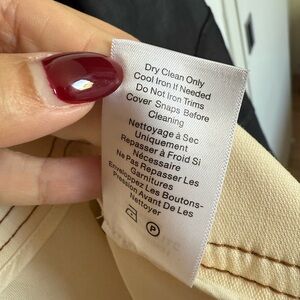 Dry Clean Only
Cool Iron If Needed
Do Not Iron Trims
Cover Snaps Before
Cleaning
Nettoyage à Sec
Uniquement
Repasser à Froid Si
Nécessaire
Ne Pas Repasser Les
Garnitures
Enveloppez Les Boutons-
Pression Avant De Les
Nettoyer
P